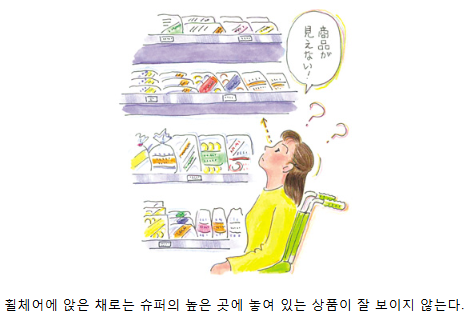 商品が
見えない!
? ?
휠체어에 앉은 채로는 슈퍼의 높은 곳에 놓여 있는 상품이 잘 보이지 않는다.